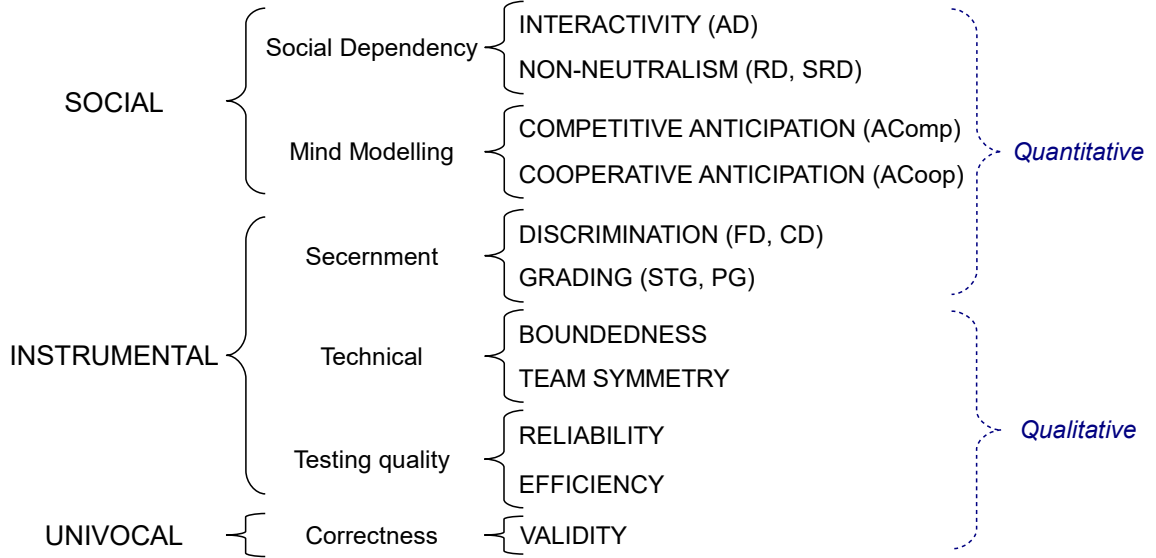 SOCIAL
Social Dependency
INTERACTIVITY (AD)
NON-NEUTRALISM (RD, SRD)
Mind Modelling
COMPETITIVE ANTICIPATION (AComp)
COOPERATIVE ANTICIPATION (ACoop)
Quantitative
INSTRUMENTAL
Secernment
DISCRIMINATION (FD, CD)
GRADING (STG, PG)
Technical
BOUNDEDNESS
TEAM SYMMETRY
Testing quality
RELIABILITY
EFFICIENCY
Qualitative
UNIVOCAL
Correctness
VALIDITY